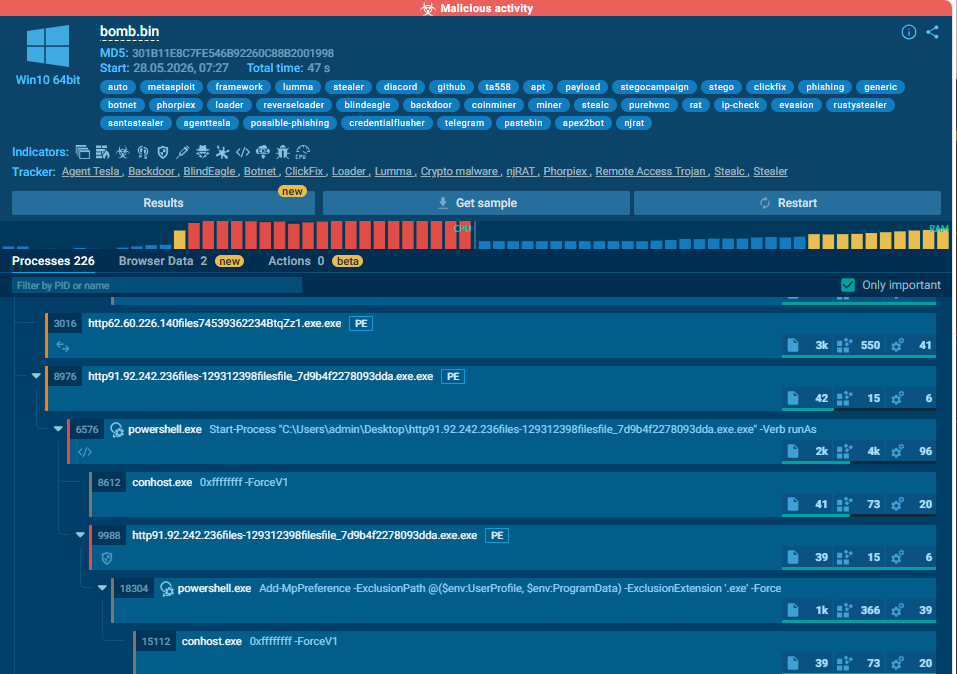 Malicious activity
bomb.bin
MD5: 301B11E8C7FE546B92260C88B2001998
Start: 28.05.2026, 07:27 Total time: 47 s
Win10 64bit
auto metasploit framework lumma stealer discord github ta558 apt payload stegocampaign stego clickfix phishing generic
botnet phorpiex loader reverseloader blindeagle backdoor coinminer miner stealc purehvnc rat ip-check evasion rustystealer
santastealer agenttesla possible-phishing credentialflusher telegram pastebin apex2bot njrat
Indicators:
Tracker: Agent Tesla, Backdoor, BlindEagle, Botnet, ClickFix, Loader, Lumma, Crypto malware, njRAT, Phorpiex, Remote Access Trojan, Stealc, Stealer
new
Results Get sample Restart
CPU RAM
Processes 226 Browser Data 2 new Actions 0 beta
Filter by PID or name Only important
3016 http62.60.226.140files74539362234BtqZz1.exe.exe PE
3k 550 41
8976 http91.92.242.236files-129312398filesfile_7d9b4f2278093dda.exe.exe PE
42 15 6
6576 powershell.exe Start-Process "C:\Users\admin\Desktop\http91.92.242.236files-129312398filesfile_7d9b4f2278093dda.exe.exe" -Verb runAs
2k 4k 96
8612 conhost.exe 0xffffffff -ForceV1
41 73 20
9988 http91.92.242.236files-129312398filesfile_7d9b4f2278093dda.exe.exe PE
39 15 6
18304 powershell.exe Add-MpPreference -ExclusionPath @($env:UserProfile, $env:ProgramData) -ExclusionExtension '.exe' -Force
1k 366 39
15112 conhost.exe 0xffffffff -ForceV1
39 73 20